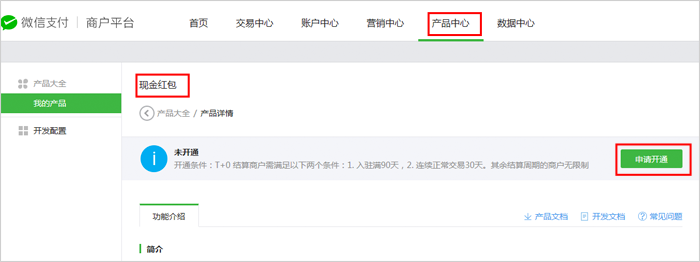 微信支付 | 商户平台
首页 交易中心 账户中心 营销中心 产品中心 数据中心
产品大全
我的产品
开发配置
现金红包
产品大全 / 产品详情
未开通
开通条件：T+0 结算商户需满足以下两个条件：1. 入驻满90天，2. 连续正常交易30天。其余结算周期的商户无限制
申请开通
功能介绍
产品文档 开发文档 常见问题
简介